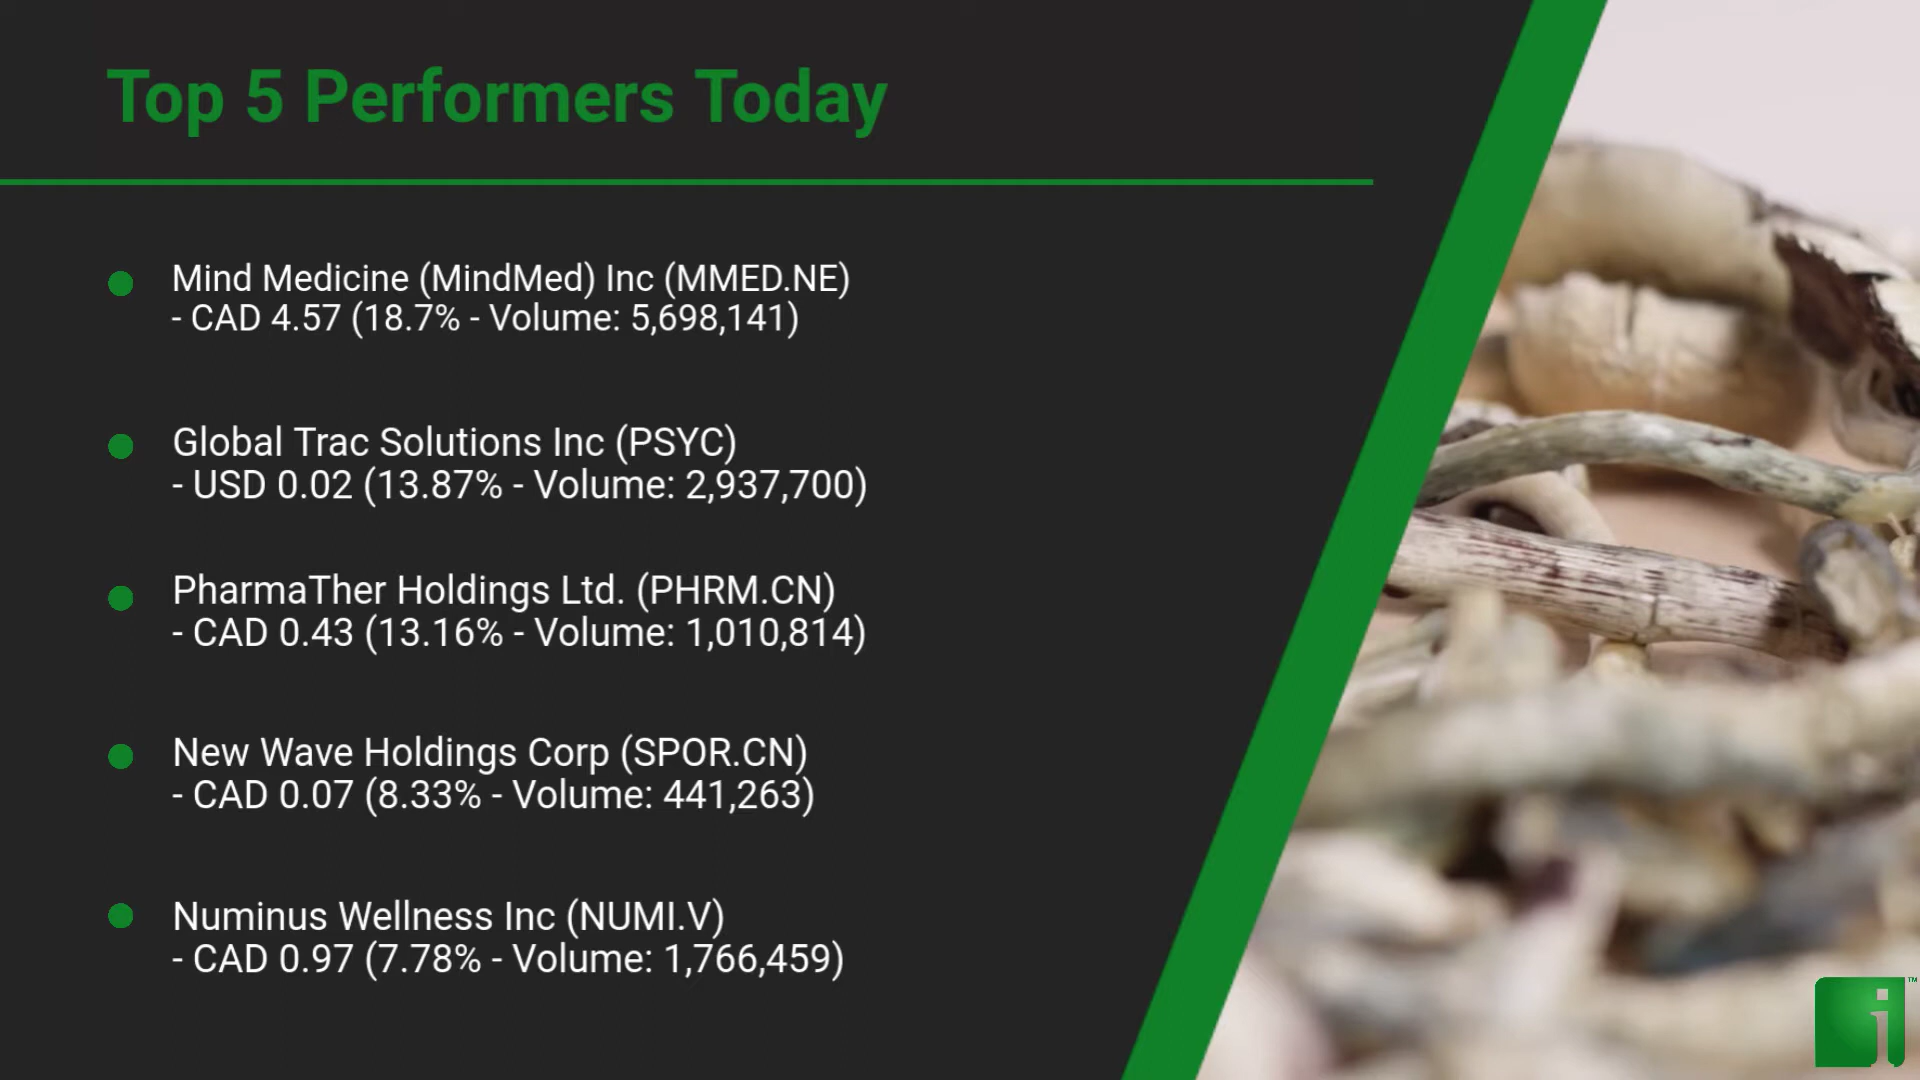 Top 5 Performers Today
Mind Medicine (MindMed) Inc (MMED.NE)
- CAD 4.57 (18.7% - Volume: 5,698,141)
Global Trac Solutions Inc (PSYC)
- USD 0.02 (13.87% - Volume: 2,937,700)
PharmaTher Holdings Ltd. (PHRM.CN)
- CAD 0.43 (13.16% - Volume: 1,010,814)
New Wave Holdings Corp (SPOR.CN)
- CAD 0.07 (8.33% - Volume: 441,263)
Numinus Wellness Inc (NUMI.V)
- CAD 0.97 (7.78% - Volume: 1,766,459)
i ™